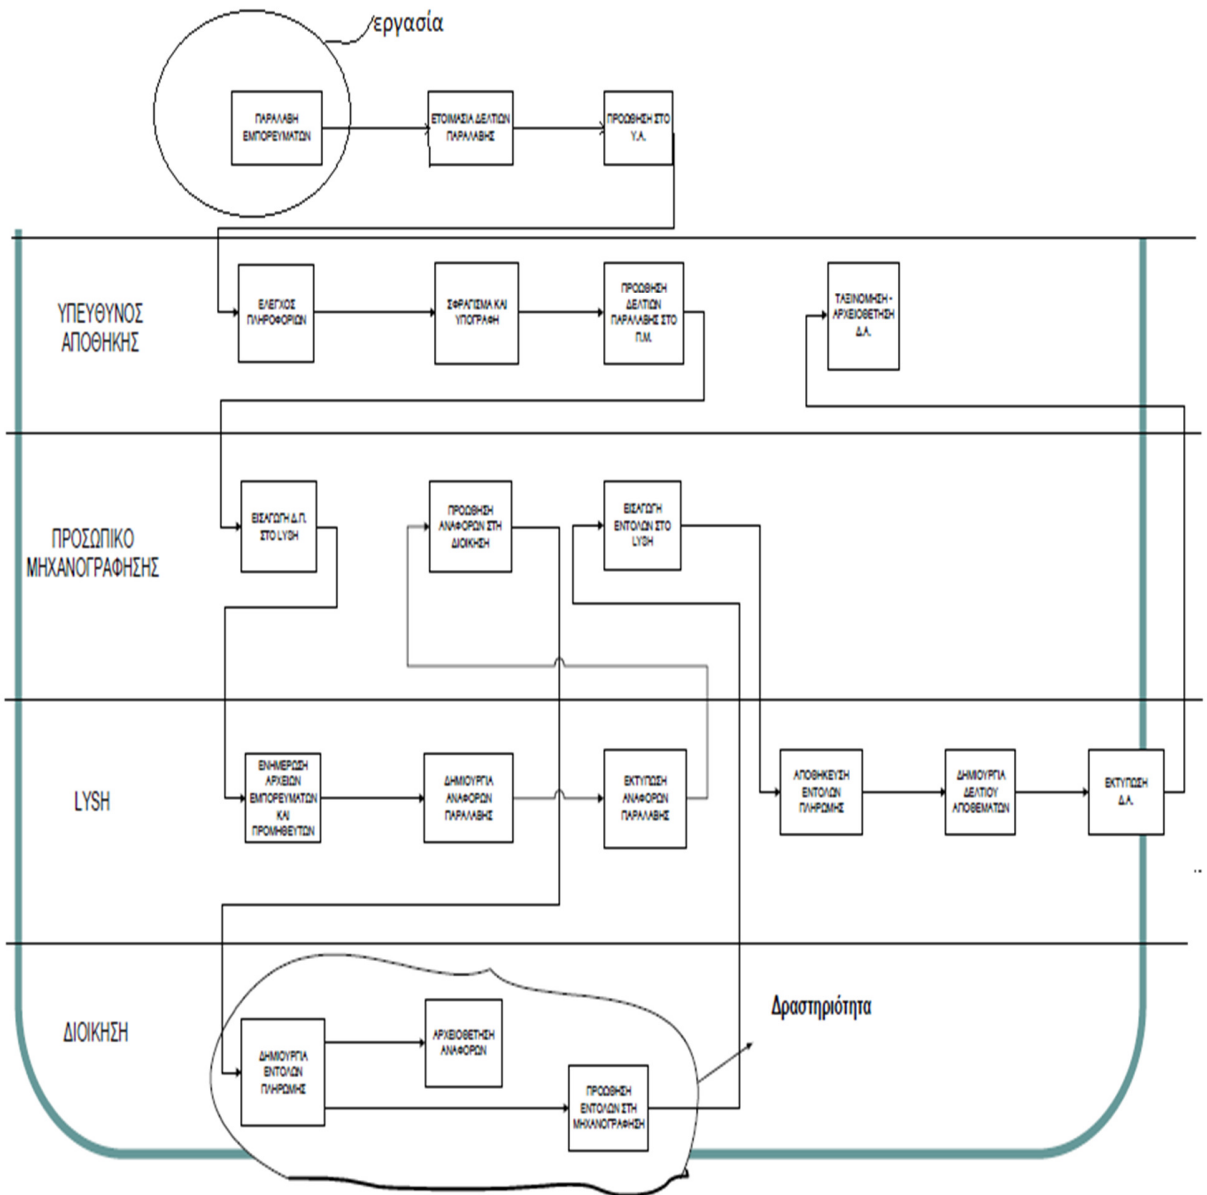 εργασία
ΠΑΡΑΛΑΒΗ
ΕΜΠΟΡΕΥΜΑΤΩΝ
ΕΤΟΙΜΑΣΙΑ ΔΕΛΤΙΩΝ
ΠΑΡΑΛΑΒΗΣ
ΠΡΟΩΘΗΣΗ ΣΤΟ
Υ.Α.
ΥΠΕΥΘΥΝΟΣ
ΑΠΟΘΗΚΗΣ
ΕΛΕΓΧΟΣ
ΠΛΗΡΟΦΟΡΙΩΝ
ΣΦΡΑΓΙΣΜΑ ΚΑΙ
ΥΠΟΓΡΑΦΗ
ΠΡΟΩΘΗΣΗ
ΔΕΛΤΙΩΝ
ΠΑΡΑΛΑΒΗΣ ΣΤΟ
Π.Μ.
ΤΑΞΙΝΟΜΗΣΗ -
ΑΡΧΕΙΟΘΕΤΗΣΗ
Δ.Α.
ΠΡΟΣΩΠΙΚΟ
ΜΗΧΑΝΟΓΡΑΦΗΣΗΣ
ΕΙΣΑΓΩΓΗ Δ.Π.
ΣΤΟ LYSH
ΠΡΟΩΘΗΣΗ
ΑΝΑΦΟΡΩΝ ΣΤΗ
ΔΙΟΙΚΗΣΗ
ΕΙΣΑΓΩΓΗ
ΕΝΤΟΛΩΝ ΣΤΟ
LYSH
LYSH
ΕΝΗΜΕΡΩΣΗ
ΑΡΧΕΙΩΝ
ΕΜΠΟΡΕΥΜΑΤΩΝ
ΚΑΙ
ΠΡΟΜΗΘΕΥΤΩΝ
ΔΗΜΙΟΥΡΓΙΑ
ΑΝΑΦΟΡΩΝ
ΠΑΡΑΛΑΒΗΣ
ΕΚΤΥΠΩΣΗ
ΑΝΑΦΟΡΩΝ
ΠΑΡΑΛΑΒΗΣ
ΑΠΟΘΗΚΕΥΣΗ
ΕΝΤΟΛΩΝ
ΠΛΗΡΩΜΗΣ
ΔΗΜΙΟΥΡΓΙΑ
ΔΕΛΤΙΟΥ
ΑΠΟΘΕΜΑΤΩΝ
ΕΚΤΥΠΩΣΗ
Δ.Α.
..
ΔΙΟΙΚΗΣΗ
ΔΗΜΙΟΥΡΓΙΑ
ΕΝΤΟΛΩΝ
ΠΛΗΡΩΜΗΣ
ΑΡΧΕΙΟΘΕΤΗΣΗ
ΑΝΑΦΟΡΩΝ
ΠΡΟΩΘΗΣΗ
ΕΝΤΟΛΩΝ ΣΤΗ
ΜΗΧΑΝΟΓΡΑΦΗΣΗ
Δραστηριότητα